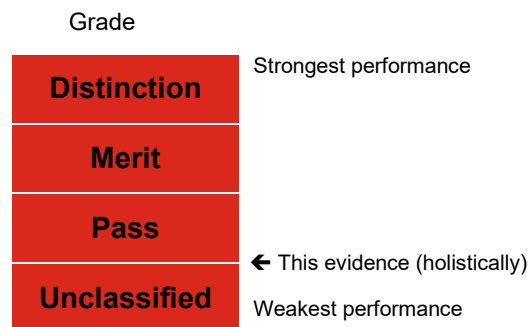 Grade
Strongest performance
Distinction
Merit
Pass
🡸 This evidence (holistically)
Unclassified
Weakest performance